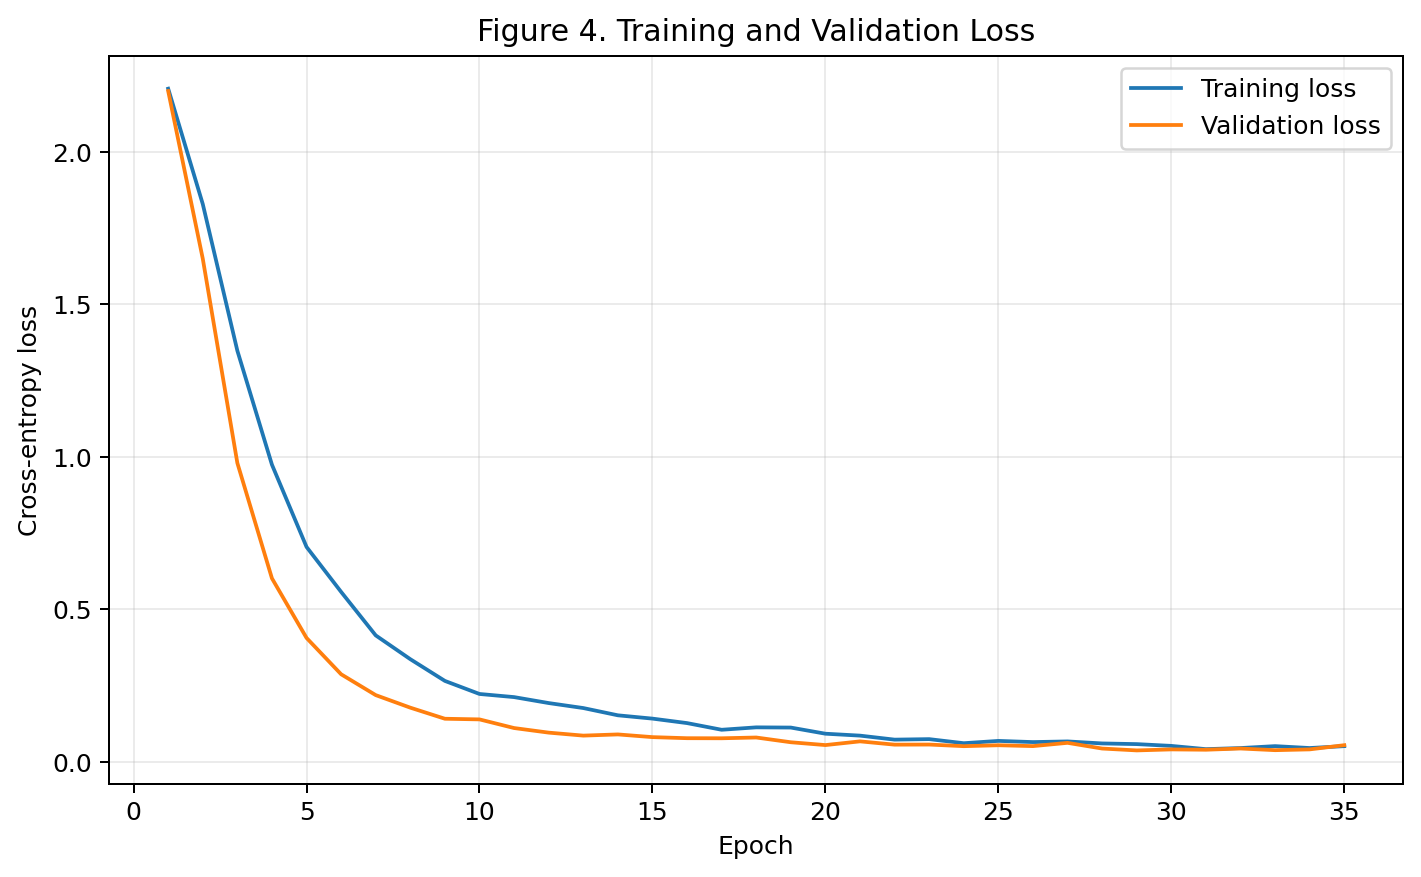 Figure 4. Training and Validation Loss
Training loss
Validation loss
Cross-entropy loss
2.0
1.5
1.0
0.5
0.0
0 5 10 15 20 25 30 35
Epoch